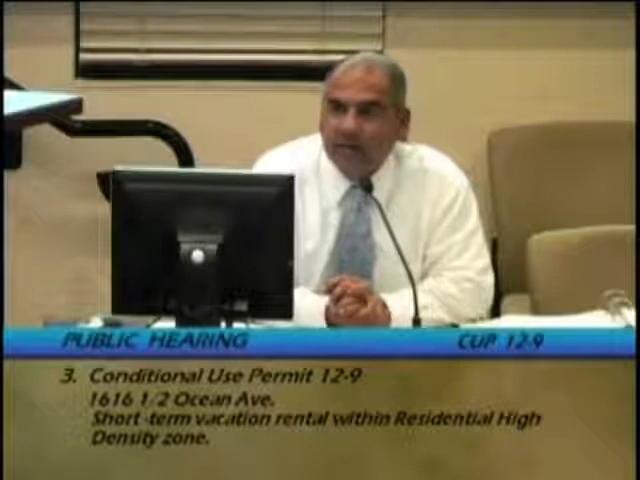 PUBLIC HEARING CUP 12-9
3. Conditional Use Permit 12-9
1616 1/2 Ocean Ave.
Short-term vacation rental within Residential High
Density zone.